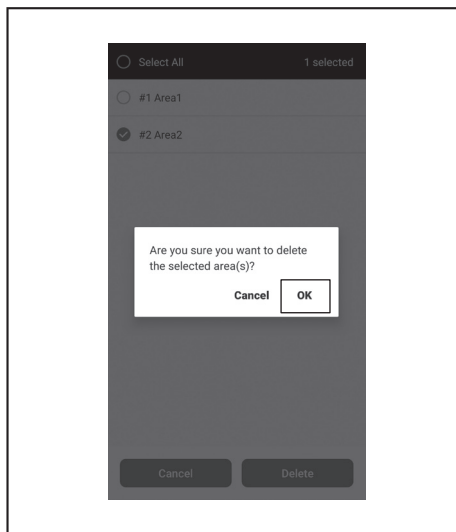 Select All 1 selected
#1 Area1
#2 Area2
Are you sure you want to delete
the selected area(s)?
Cancel OK
Cancel Delete